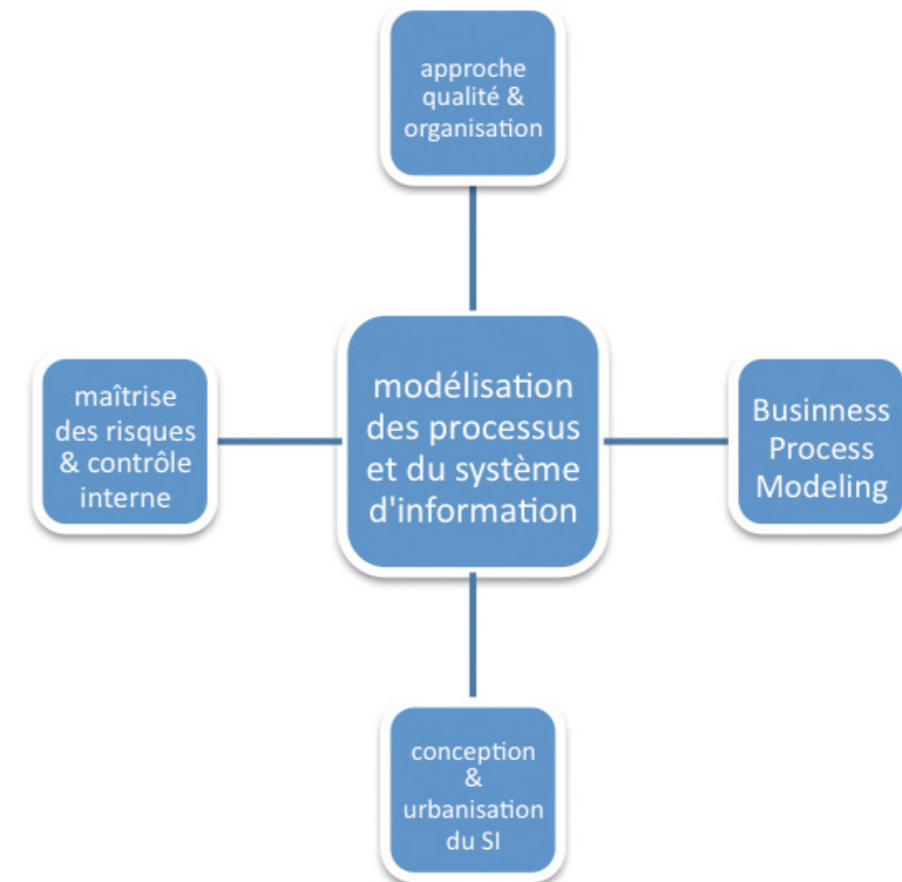 approche
qualité &
organisation
maîtrise
des risques
& contrôle
interne
modélisation
des processus
et du système
d'information
Businness
Process
Modeling
conception
&
urbanisation
du SI